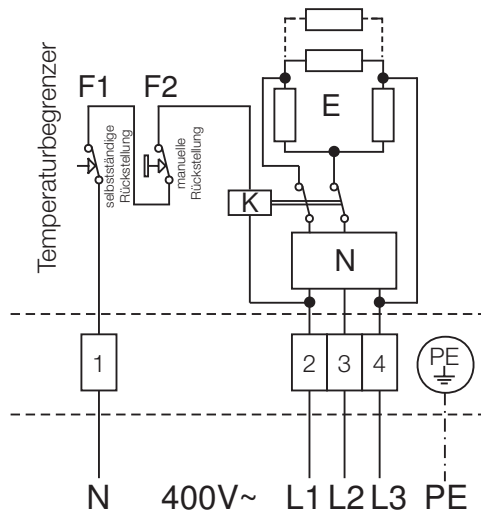 Temperaturbegrenzer
F1
F2
E
selbstständige
Rückstellung
manuelle
Rückstellung
K
N
1
2
3
4
PE
N
400V~
L1
L2
L3
PE